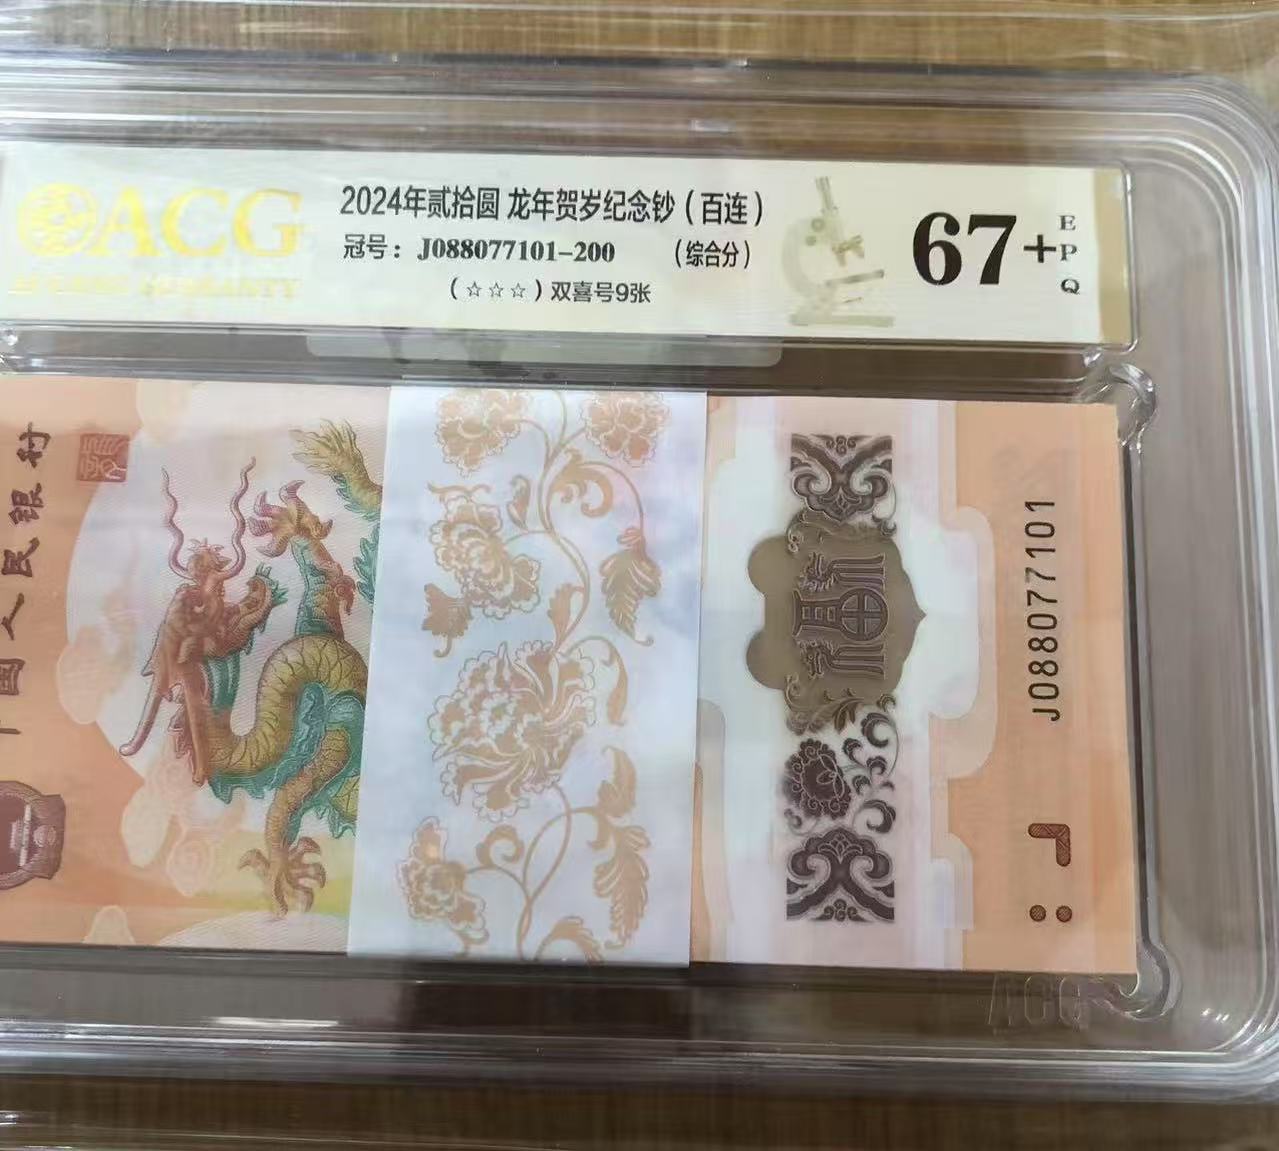 ACG
2024年贰拾圆 龙年贺岁纪念钞（百连）
冠号：J088077101-200 （综合分）
（☆☆☆）双喜号9张
67+
EPQ
中国人民银行
J088077101
ACG